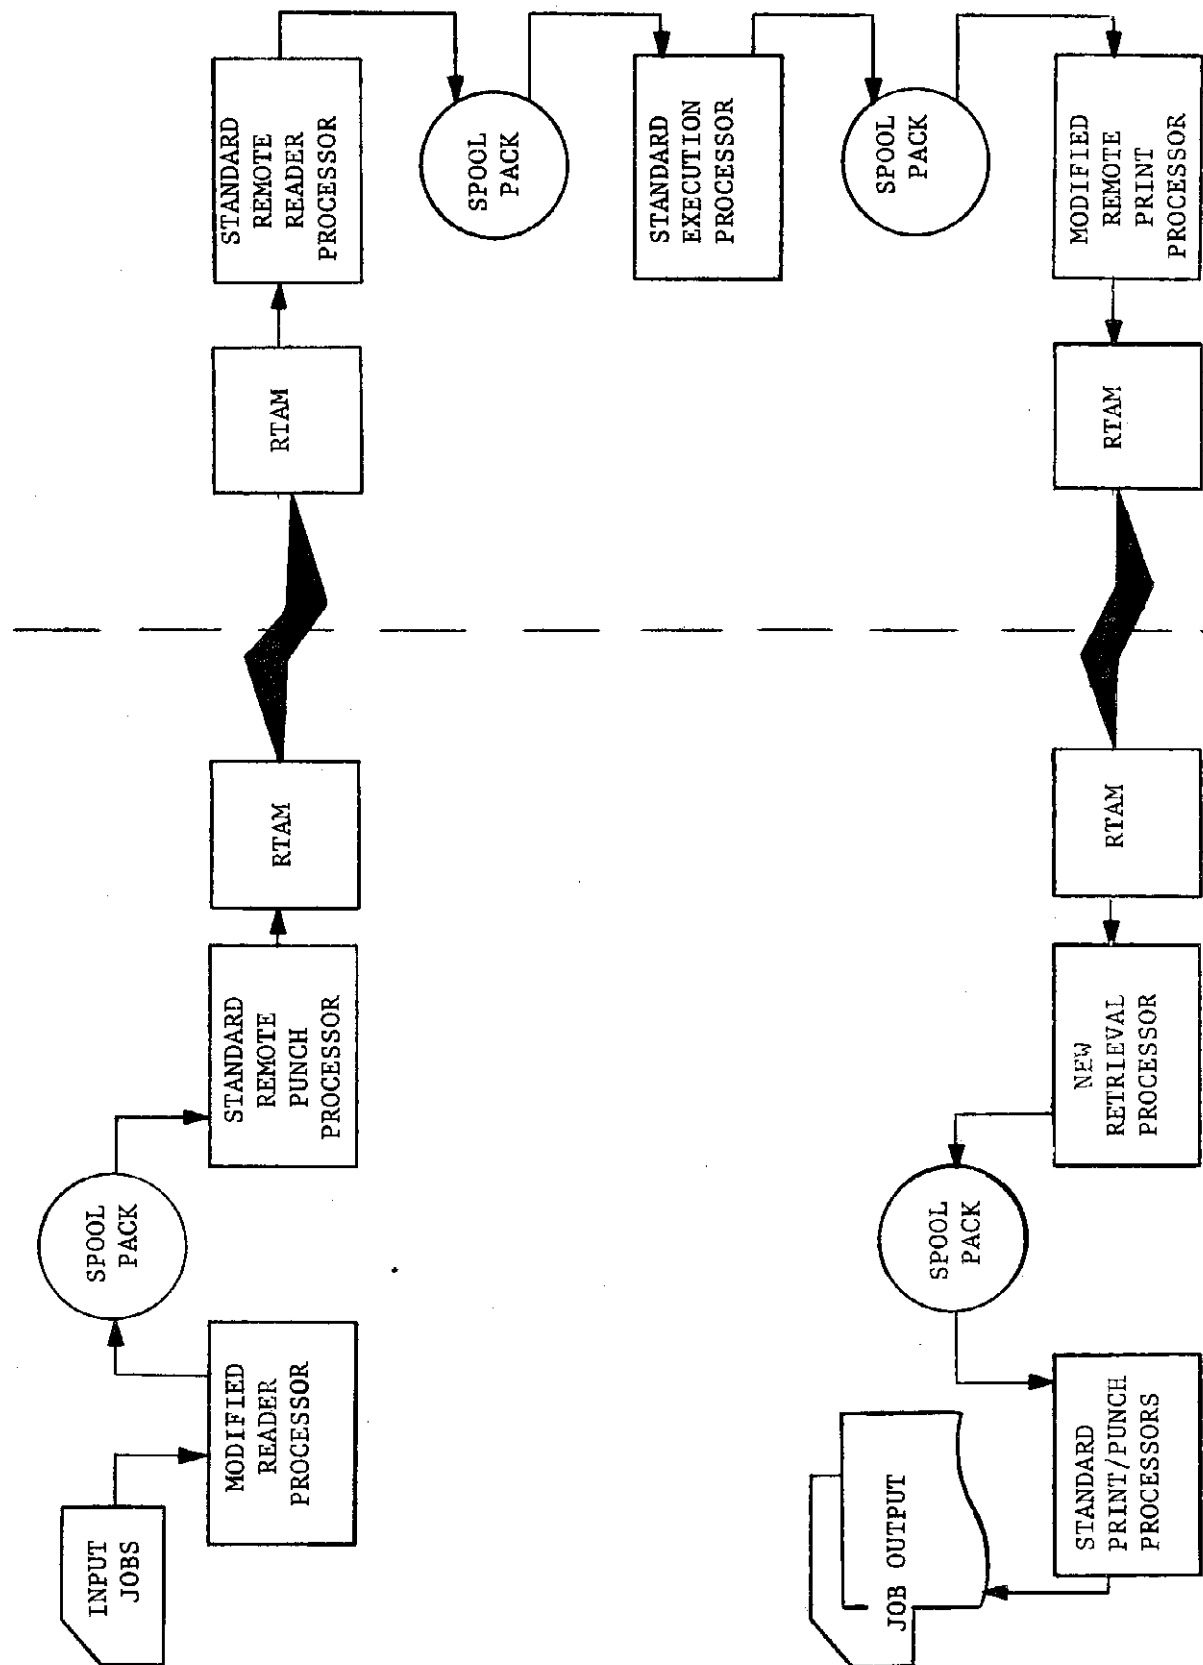 INPUT
JOBS
MODIFIED
READER
PROCESSOR
SPOOL
PACK
STANDARD
REMOTE
PUNCH
PROCESSOR
RTAM
RTAM
STANDARD
REMOTE
READER
PROCESSOR
SPOOL
PACK
STANDARD
EXECUTION
PROCESSOR
SPOOL
PACK
MODIFIED
REMOTE
PRINT
PROCESSOR
RTAM
RTAM
NEW
RETRIEVAL
PROCESSOR
SPOOL
PACK
STANDARD
PRINT/PUNCH
PROCESSORS
JOB OUTPUT